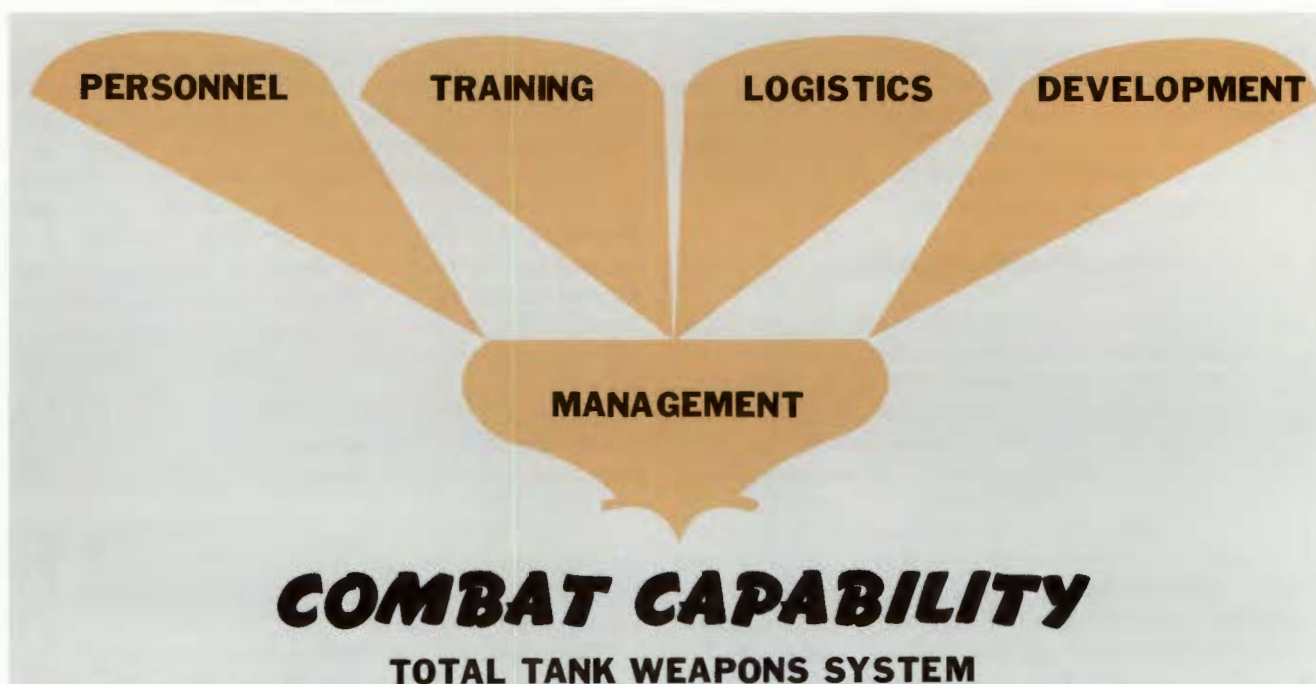 PERSONNEL TRAINING LOGISTICS DEVELOPMENT
MANAGEMENT
COMBAT CAPABILITY
TOTAL TANK WEAPONS SYSTEM